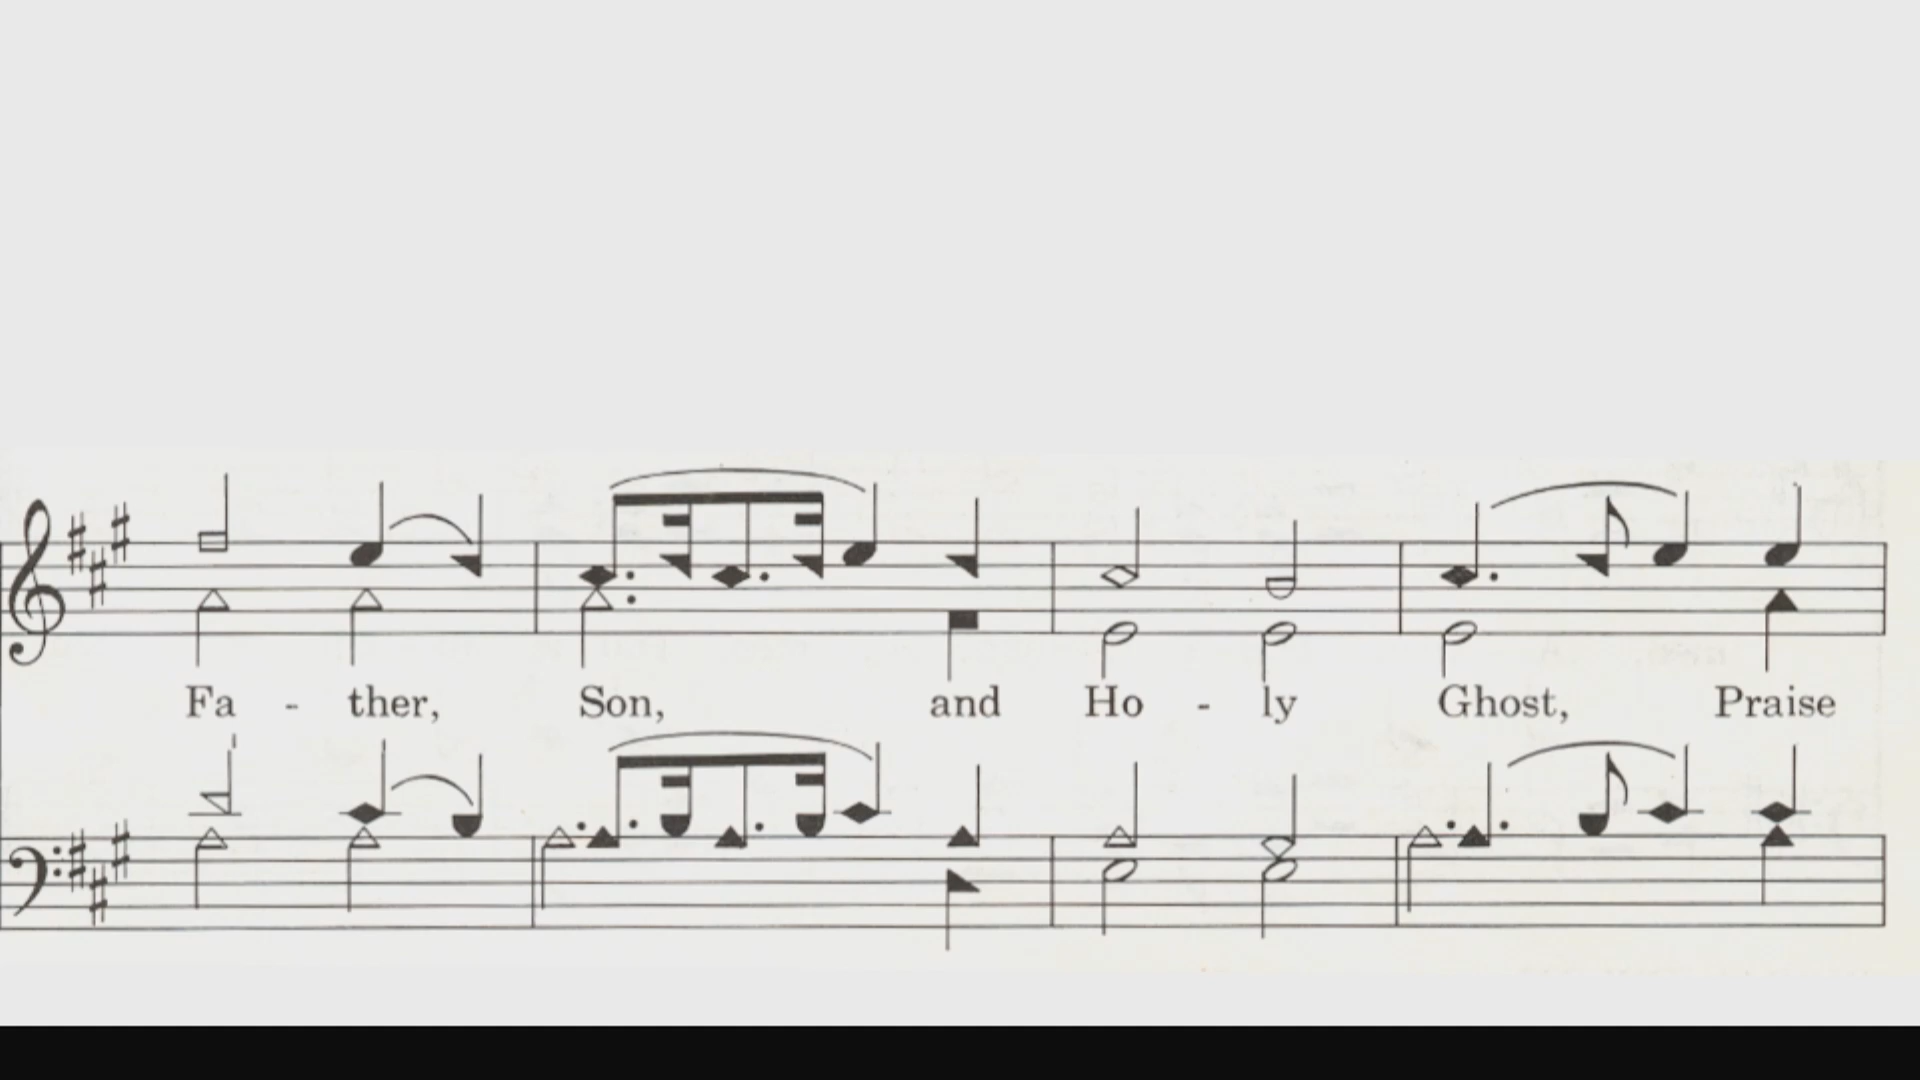 Fa - ther, Son, and Ho - ly Ghost, Praise